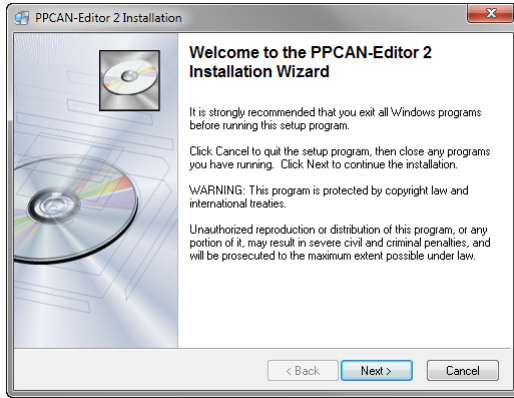 PPCAN-Editor 2 Installation
Welcome to the PPCAN-Editor 2
Installation Wizard
It is strongly recommended that you exit all Windows programs
before running this setup program.
Click Cancel to quit the setup program, then close any programs
you have running. Click Next to continue the installation.
WARNING: This program is protected by copyright law and
international treaties.
Unauthorized reproduction or distribution of this program, or any
portion of it, may result in severe civil and criminal penalties, and
will be prosecuted to the maximum extent possible under law.
< Back
Next >
Cancel